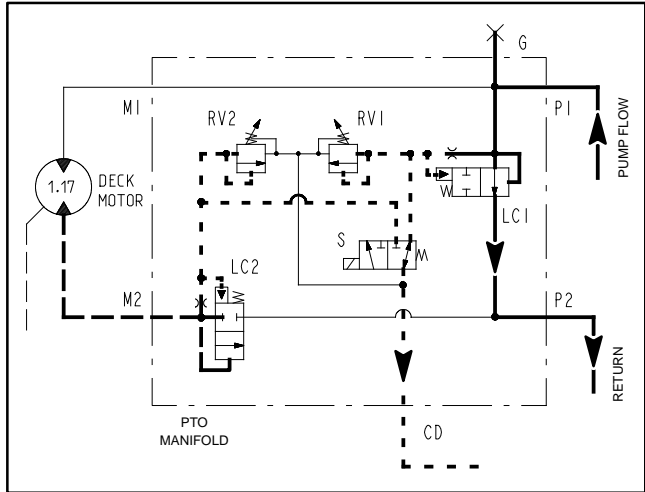 G
M1
P1
RV2
RV1
PUMP FLOW
1.17
DECK
MOTOR
LC1
S
LC2
M2
P2
RETURN
PTO
MANIFOLD
CD